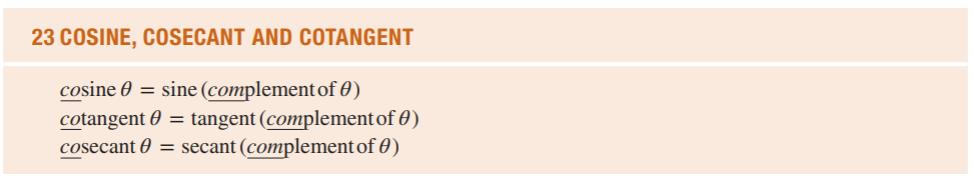 23 COSINE, COSECANT AND COTANGENT
cosine θ = sine (complement of θ)
cotangent θ = tangent (complement of θ)
cosecant θ = secant (complement of θ)